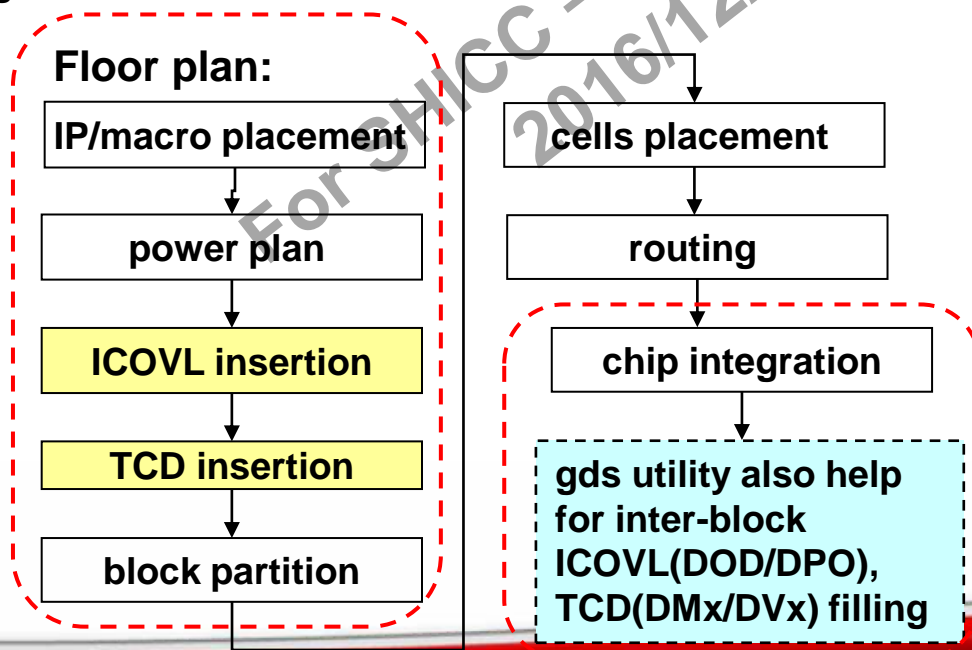 Floor plan:
IP/macro placement
power plan
ICOVL insertion
TCD insertion
block partition
cells placement
routing
chip integration
gds utility also help
for inter-block
ICOVL(DOD/DPO),
TCD(DMx/DVx) filling
For SHICC -
2016/12/